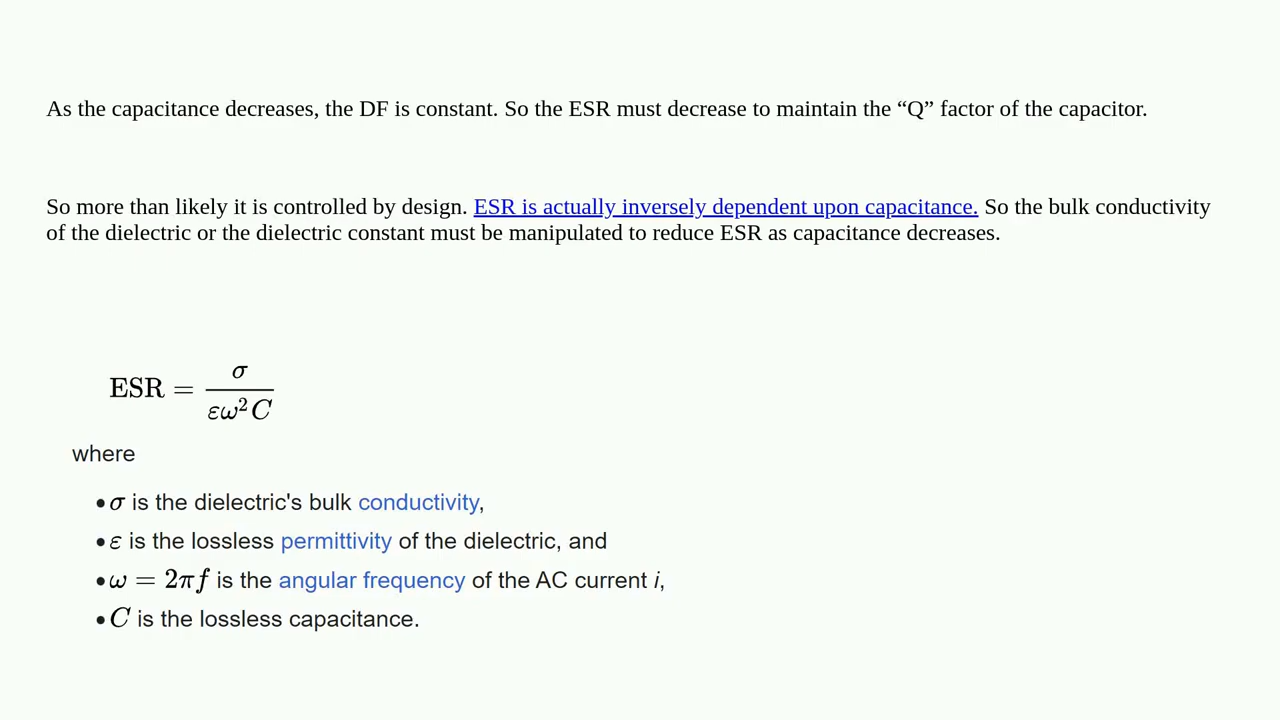 As the capacitance decreases, the DF is constant. So the ESR must decrease to maintain the “Q” factor of the capacitor.
So more than likely it is controlled by design. ESR is actually inversely dependent upon capacitance. So the bulk conductivity
of the dielectric or the dielectric constant must be manipulated to reduce ESR as capacitance decreases.
ESR = σ / εω²C
where
• σ is the dielectric's bulk conductivity,
• ε is the lossless permittivity of the dielectric, and
• ω = 2πf is the angular frequency of the AC current i,
• C is the lossless capacitance.